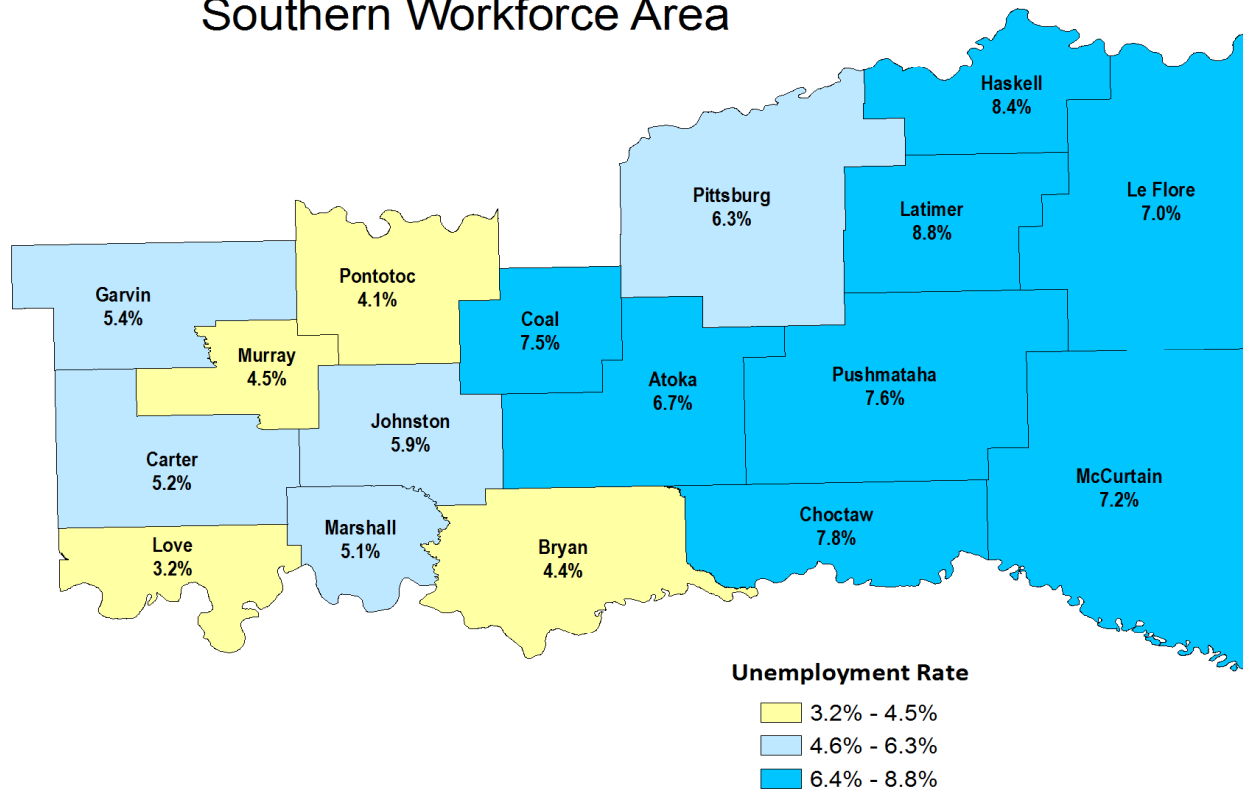 Southern Workforce Area
Haskell
8.4%
Pittsburg
6.3%
Latimer
8.8%
Le Flore
7.0%
Pontotoc
4.1%
Garvin
5.4%
Coal
7.5%
Murray
4.5%
Atoka
6.7%
Pushmataha
7.6%
Johnston
5.9%
Carter
5.2%
McCurtain
7.2%
Choctaw
7.8%
Marshall
5.1%
Love
3.2%
Bryan
4.4%
Unemployment Rate
3.2% - 4.5%
4.6% - 6.3%
6.4% - 8.8%